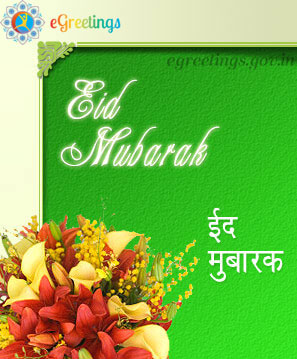 eGreetings
egreetings.gov.in
Eid
Mubarak
ईद
मुबारक